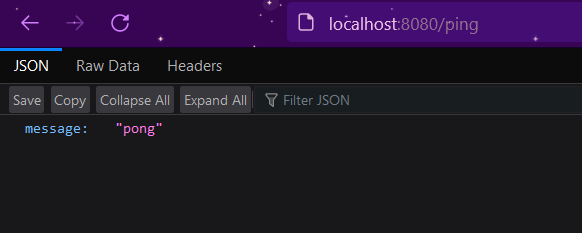 localhost:8080/ping
JSON Raw Data Headers
Save Copy Collapse All Expand All Filter JSON
message: "pong"